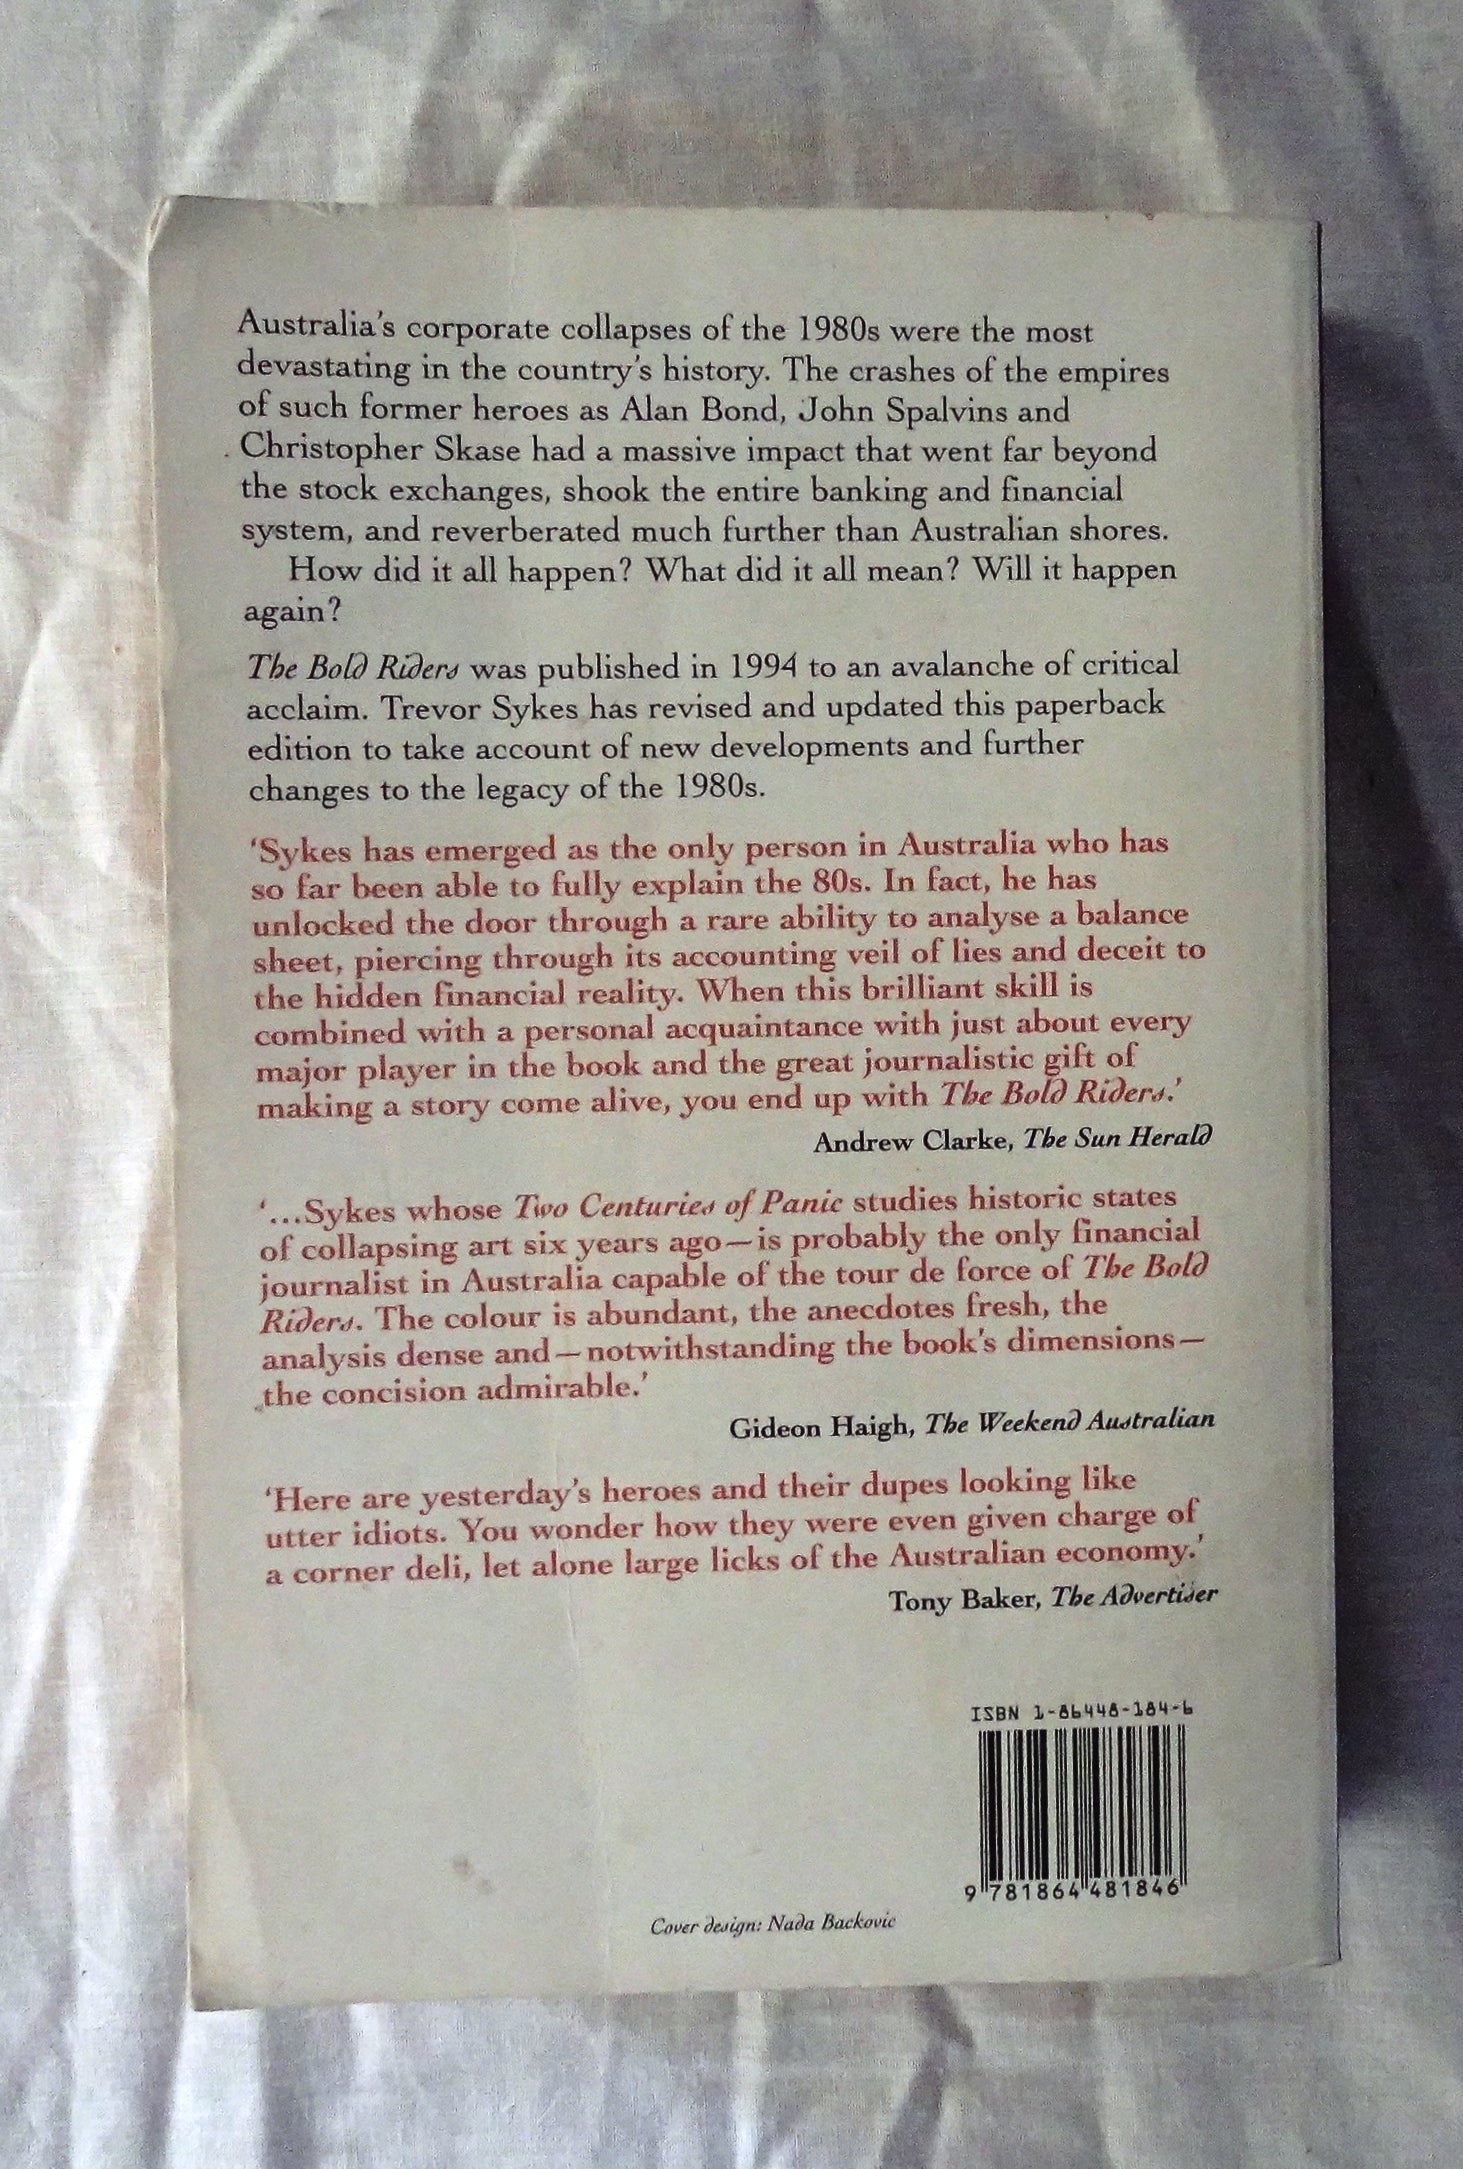 Australia's corporate collapses of the 1980s were the most
devastating in the country's history. The crashes of the empires
of such former heroes as Alan Bond, John Spalvins and
Christopher Skase had a massive impact that went far beyond
the stock exchanges, shook the entire banking and financial
system, and reverberated much further than Australian shores.
How did it all happen? What did it all mean? Will it happen
again?
The Bold Riders was published in 1994 to an avalanche of critical
acclaim. Trevor Sykes has revised and updated this paperback
edition to take account of new developments and further
changes to the legacy of the 1980s.
'Sykes has emerged as the only person in Australia who has
so far been able to fully explain the 80s. In fact, he has
unlocked the door through a rare ability to analyse a balance
sheet, piercing through its accounting veil of lies and deceit to
the hidden financial reality. When this brilliant skill is
combined with a personal acquaintance with just about every
major player in the book and the great journalistic gift of
making a story come alive, you end up with The Bold Riders.'
Andrew Clarke, The Sun Herald
'...Sykes whose Two Centuries of Panic studies historic states
of collapsing art six years ago—is probably the only financial
journalist in Australia capable of the tour de force of The Bold
Riders. The colour is abundant, the anecdotes fresh, the
analysis dense and—notwithstanding the book's dimensions—
the concision admirable.'
Gideon Haigh, The Weekend Australian
'Here are yesterday's heroes and their dupes looking like
utter idiots. You wonder how they were even given charge of
a corner deli, let alone large licks of the Australian economy.'
Tony Baker, The Advertiser
ISBN 1-86448-184-6
9 781864 481846
Cover design: Nada Backovic